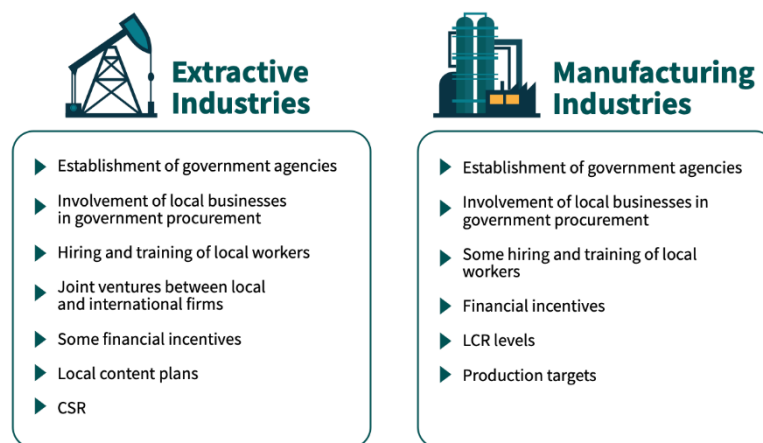 Extractive
Industries
Establishment of government agencies
Involvement of local businesses
in government procurement
Hiring and training of local workers
Joint ventures between local
and international firms
Some financial incentives
Local content plans
CSR
Manufacturing
Industries
Establishment of government agencies
Involvement of local businesses in
government procurement
Some hiring and training of local
workers
Financial incentives
LCR levels
Production targets